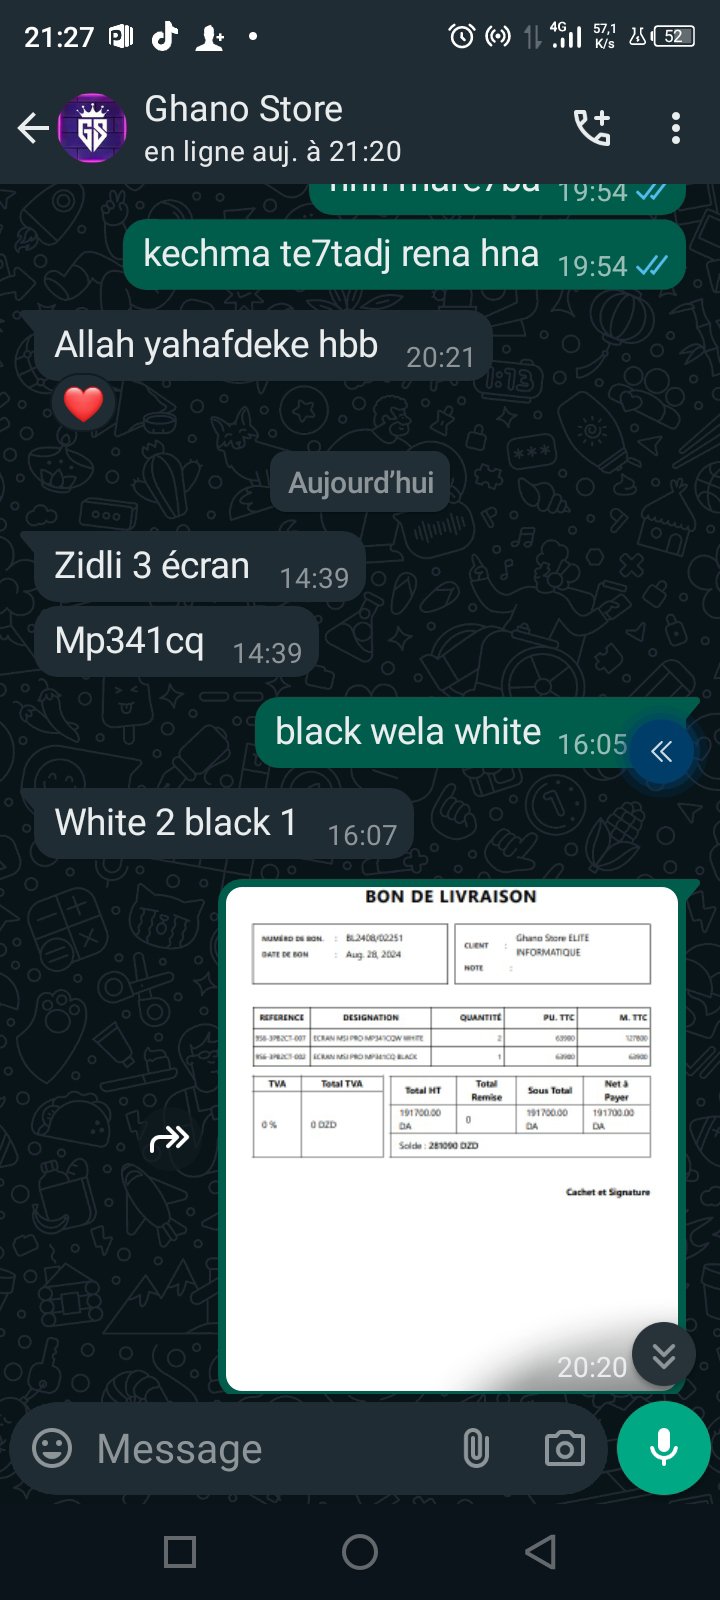 21:27
4G
57,1
K/s
52
Ghano Store
en ligne auj. à 21:20
19:54
kechma te7tadj rena hna 19:54
Allah yahafdeke hbb 20:21
Aujourd'hui
Zidli 3 écran 14:39
Mp341cq 14:39
black wela white 16:05
White 2 black 1 16:07
BON DE LIVRAISON
NUMÉRO DE BON. : BL2408/02251
DATE DE BON : Aug. 28, 2024
CLIENT : Ghano Store ELITE
INFORMATIQUE
NOTE :
REFERENCE DESIGNATION QUANTITÉ PU. TTC M. TTC
956-3PB2CT-007 ECRAN MSI PRO MP341CQW WHITE 2 63900 127800
956-3PB2CT-002 ECRAN MSI PRO MP341CQ BLACK 1 63900 63900
TVA Total TVA Total HT Total Remise Sous Total Net à Payer
0 % 0 DZD 191700.00 DA 0 191700.00 DA 191700.00 DA
Solde : 281090 DZD
Cachet et Signature
20:20
Message